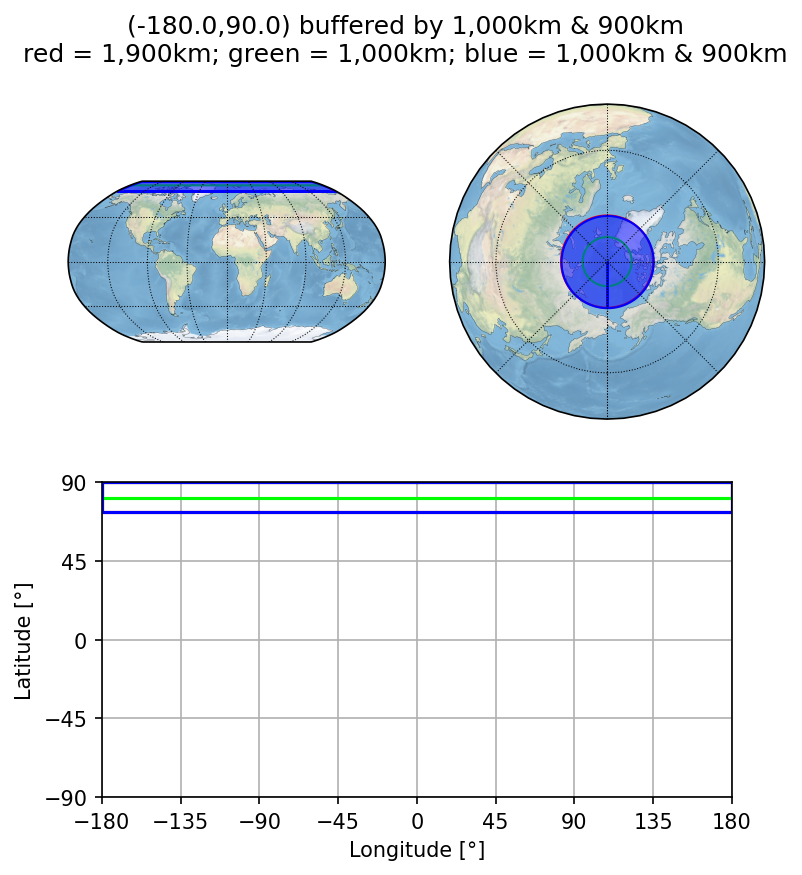 (-180.0,90.0) buffered by 1,000km & 900km
red = 1,900km; green = 1,000km; blue = 1,000km & 900km
90
45
0
−45
−90
Latitude [°]
−180 −135 −90 −45 0 45 90 135 180
Longitude [°]